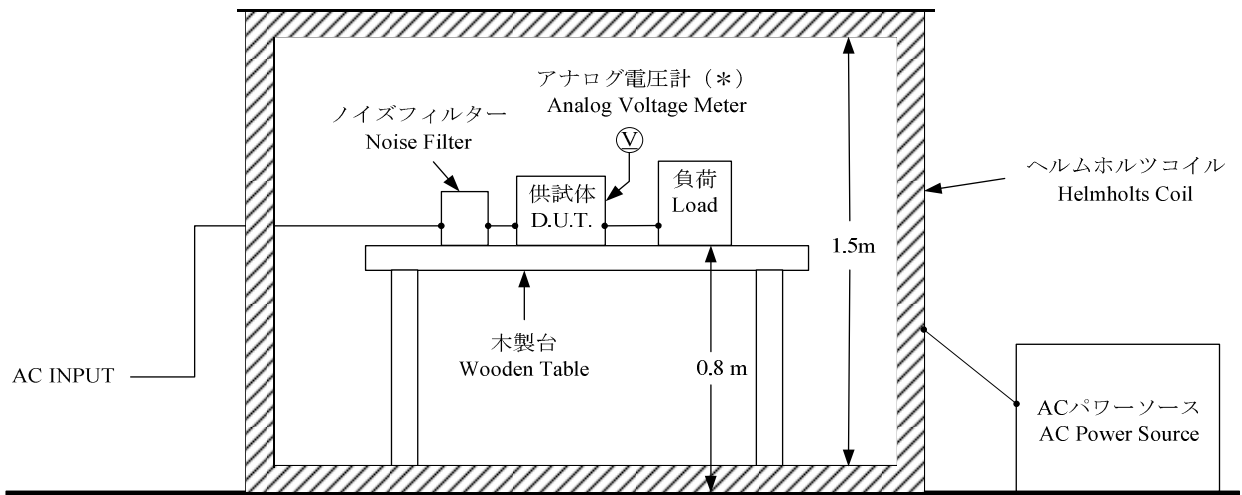 アナログ電圧計（＊）
Analog Voltage Meter
ノイズフィルター
Noise Filter
V
供試体
D.U.T.
負荷
Load
ヘルムホルツコイル
Helmholts Coil
1.5m
木製台
Wooden Table
0.8 m
AC INPUT
ACパワーソース
AC Power Source